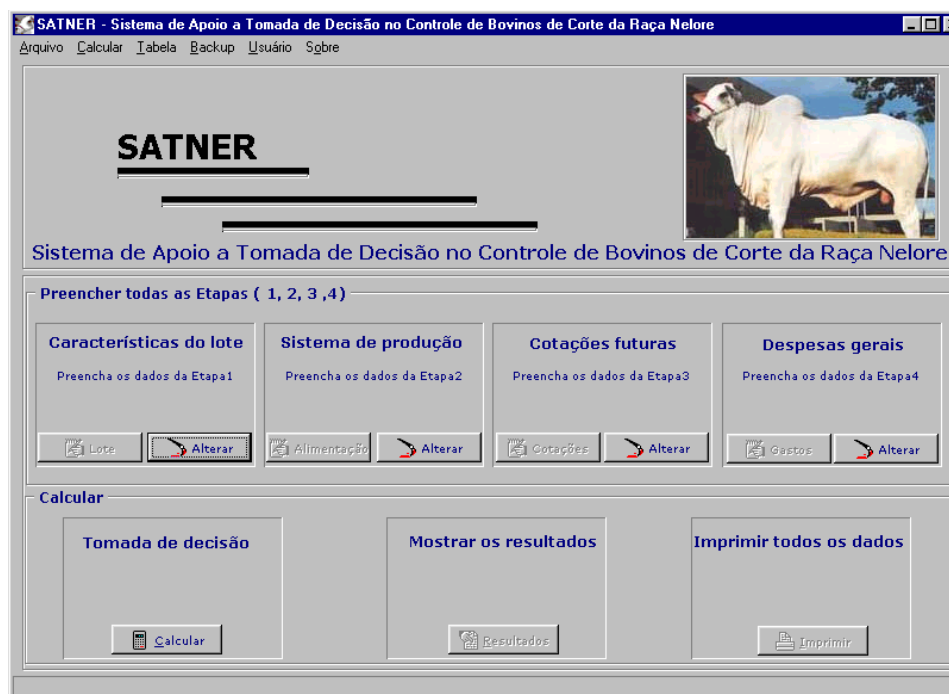 SATNER - Sistema de Apoio a Tomada de Decisão no Controle de Bovinos de Corte da Raça Nelore
Arquivo Calcular Tabela Backup Usuário Sobre
SATNER
Sistema de Apoio a Tomada de Decisão no Controle de Bovinos de Corte da Raça Nelore
Preencher todas as Etapas ( 1, 2, 3 ,4)
Características do lote
Preencha os dados da Etapa1
Lote Alterar
Sistema de produção
Preencha os dados da Etapa2
Alimentação Alterar
Cotações futuras
Preencha os dados da Etapa3
Cotações Alterar
Despesas gerais
Preencha os dados da Etapa4
Gastos Alterar
Calcular
Tomada de decisão
Calcular
Mostrar os resultados
Resultados
Imprimir todos os dados
Imprimir